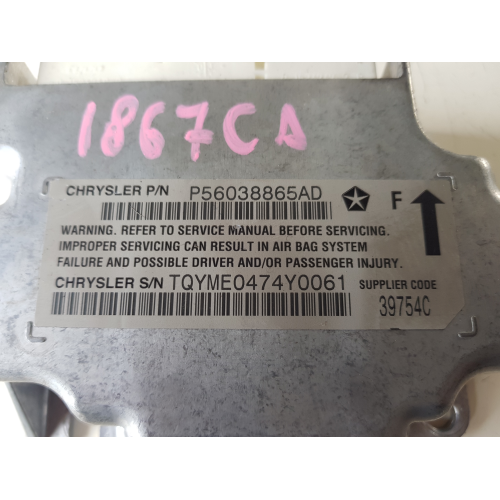 1867CA
CHRYSLER P/N P56038865AD F
WARNING. REFER TO SERVICE MANUAL BEFORE SERVICING.
IMPROPER SERVICING CAN RESULT IN AIR BAG SYSTEM
FAILURE AND POSSIBLE DRIVER AND/OR PASSENGER INJURY.
CHRYSLER S/N TQYME0474Y0061 SUPPLIER CODE
39754C